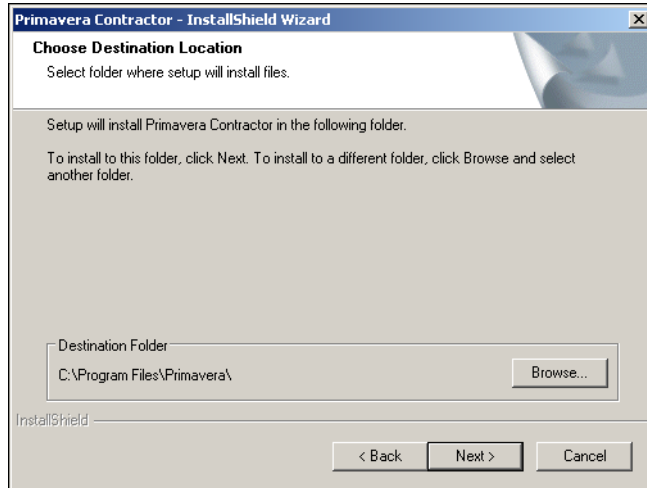 Primavera Contractor - InstallShield Wizard
Choose Destination Location
Select folder where setup will install files.
Setup will install Primavera Contractor in the following folder.
To install to this folder, click Next. To install to a different folder, click Browse and select
another folder.
Destination Folder
C:\Program Files\Primavera\
Browse...
InstallShield
< Back
Next >
Cancel